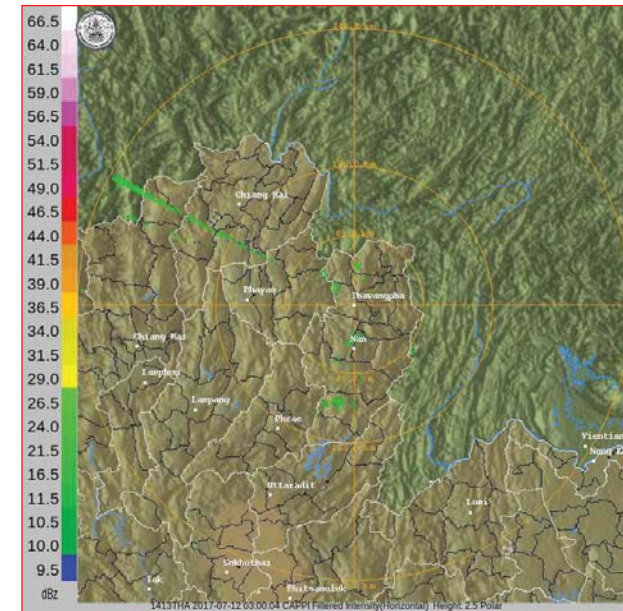 66.5
64.0
61.5
59.0
56.5
54.0
51.5
49.0
46.5
44.0
41.5
39.0
36.5
34.0
31.5
29.0
26.5
24.0
21.5
16.5
11.5
10.5
10.0
9.5
dBz
Chiang Rai
Phayao
Thawangpha
Chiang Mai
Nan
Lamphun
Lampang
Phrae
Vientian
Nong K
Uttaradit
Loei
Sukhothai
Tak
Phitsanuluk
1413THA 2017-07-12 03:00:04 CAPPI Filtered Intensity(Horizontal) Height: 2.5 Polar